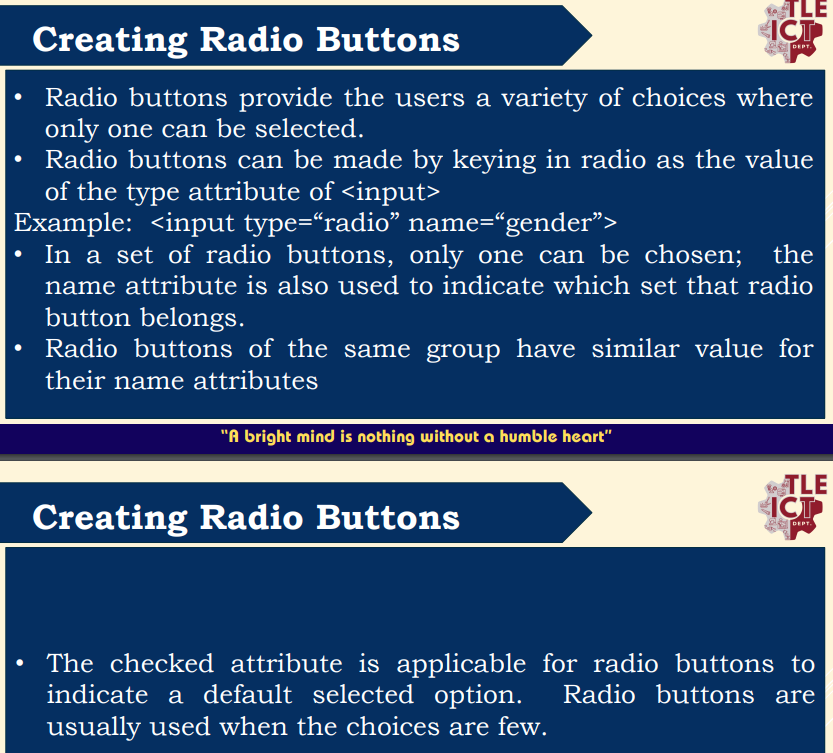 Creating Radio Buttons
TLE
ICT
DEPT.
• Radio buttons provide the users a variety of choices where
only one can be selected.
• Radio buttons can be made by keying in radio as the value
of the type attribute of <input>
Example: <input type=“radio” name=“gender”>
• In a set of radio buttons, only one can be chosen; the
name attribute is also used to indicate which set that radio
button belongs.
• Radio buttons of the same group have similar value for
their name attributes
“A bright mind is nothing without a humble heart”
Creating Radio Buttons
TLE
ICT
DEPT.
• The checked attribute is applicable for radio buttons to
indicate a default selected option. Radio buttons are
usually used when the choices are few.